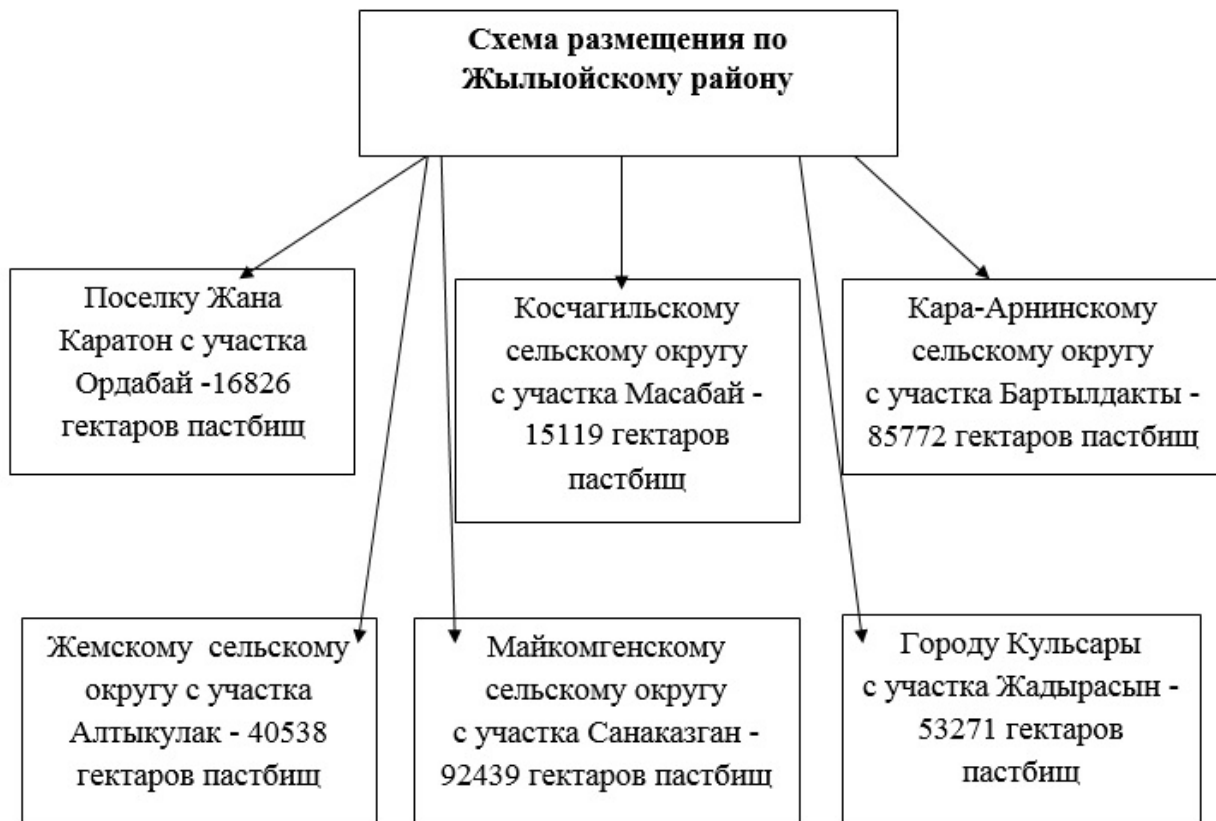 Схема размещения по
Жылыойскому району
Поселку Жана
Каратон с участка
Ордабай -16826
гектаров пастбищ
Косчагильскому
сельскому округу
с участка Масабай -
15119 гектаров
пастбищ
Кара-Арнинскому
сельскому округу
с участка Бартылдакты -
85772 гектаров пастбищ
Жемскому сельскому
округу с участка
Алтыкулак - 40538
гектаров пастбищ
Майкомгенскому
сельскому округу
с участка Санаказган -
92439 гектаров пастбищ
Городу Кульсары
с участка Жадырасын -
53271 гектаров
пастбищ